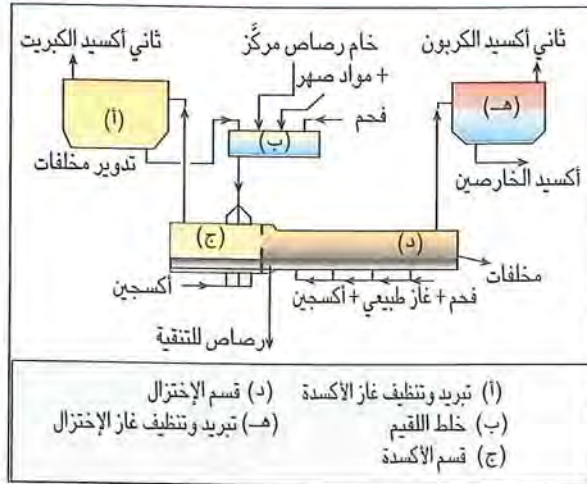 ثاني أكسيد الكبريت
خام رصاص مركَّز
+ مواد صهر
ثاني أكسيد الكربون
(أ)
(هـ)
فحم
(ب)
تدوير مخلفات
أكسيد الخارصين
(ج)
(د)
مخلفات
أكسجين
فحم + غاز طبيعي + أكسجين
رصاص للتنقية
(أ) تبريد وتنظيف غاز الأكسدة
(ب) خلط اللقيم
(ج) قسم الأكسدة
(د) قسم الإختزال
(هـ) تبريد وتنظيف غاز الإختزال